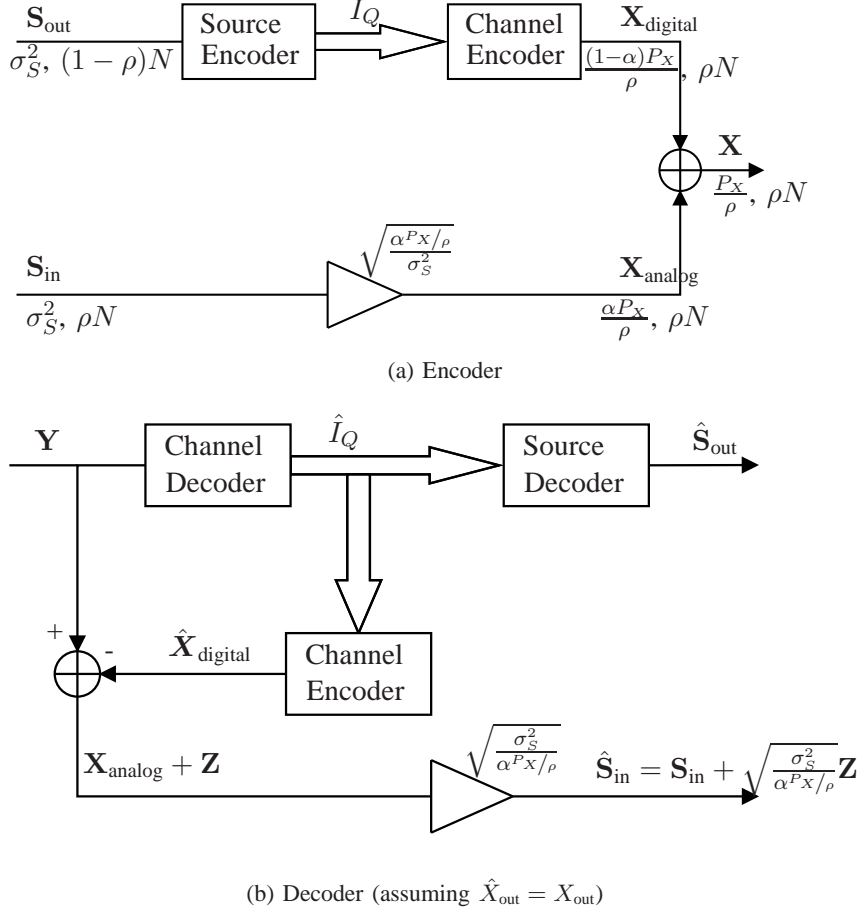 S_out
σ_S^2, (1 − ρ)N
Source
Encoder
I_Q
Channel
Encoder
X_digital
(1−α)P_X/ρ, ρN
X
P_X/ρ, ρN
S_in
σ_S^2, ρN
√(αP_X/ρ / σ_S^2)
X_analog
αP_X/ρ, ρN
(a) Encoder
Y
Channel
Decoder
Î_Q
Source
Decoder
Ŝ_out
+
-
X̂_digital
Channel
Encoder
X_analog + Z
√(σ_S^2 / αP_X/ρ)
Ŝ_in = S_in + √(σ_S^2 / αP_X/ρ) Z
(b) Decoder (assuming X̂_out = X_out)